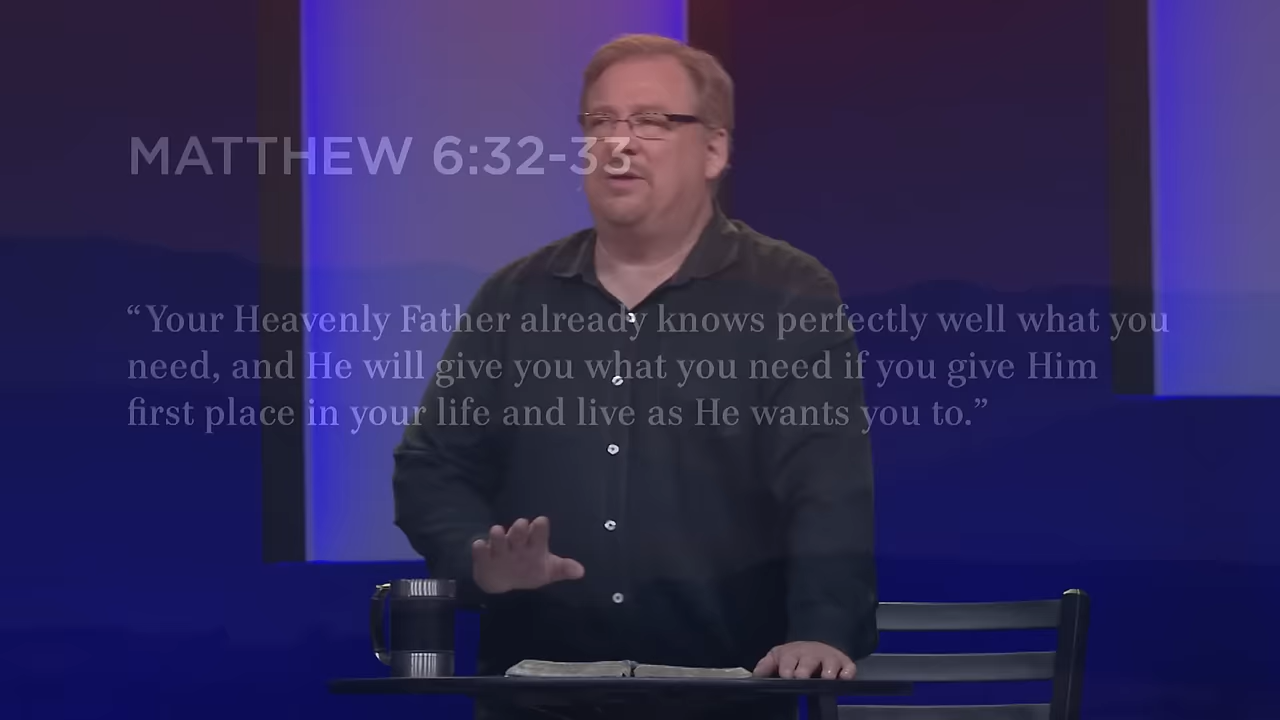 MATTHEW 6:32-33
“Your Heavenly Father already knows perfectly well what you
need, and He will give you what you need if you give Him
first place in your life and live as He wants you to.”